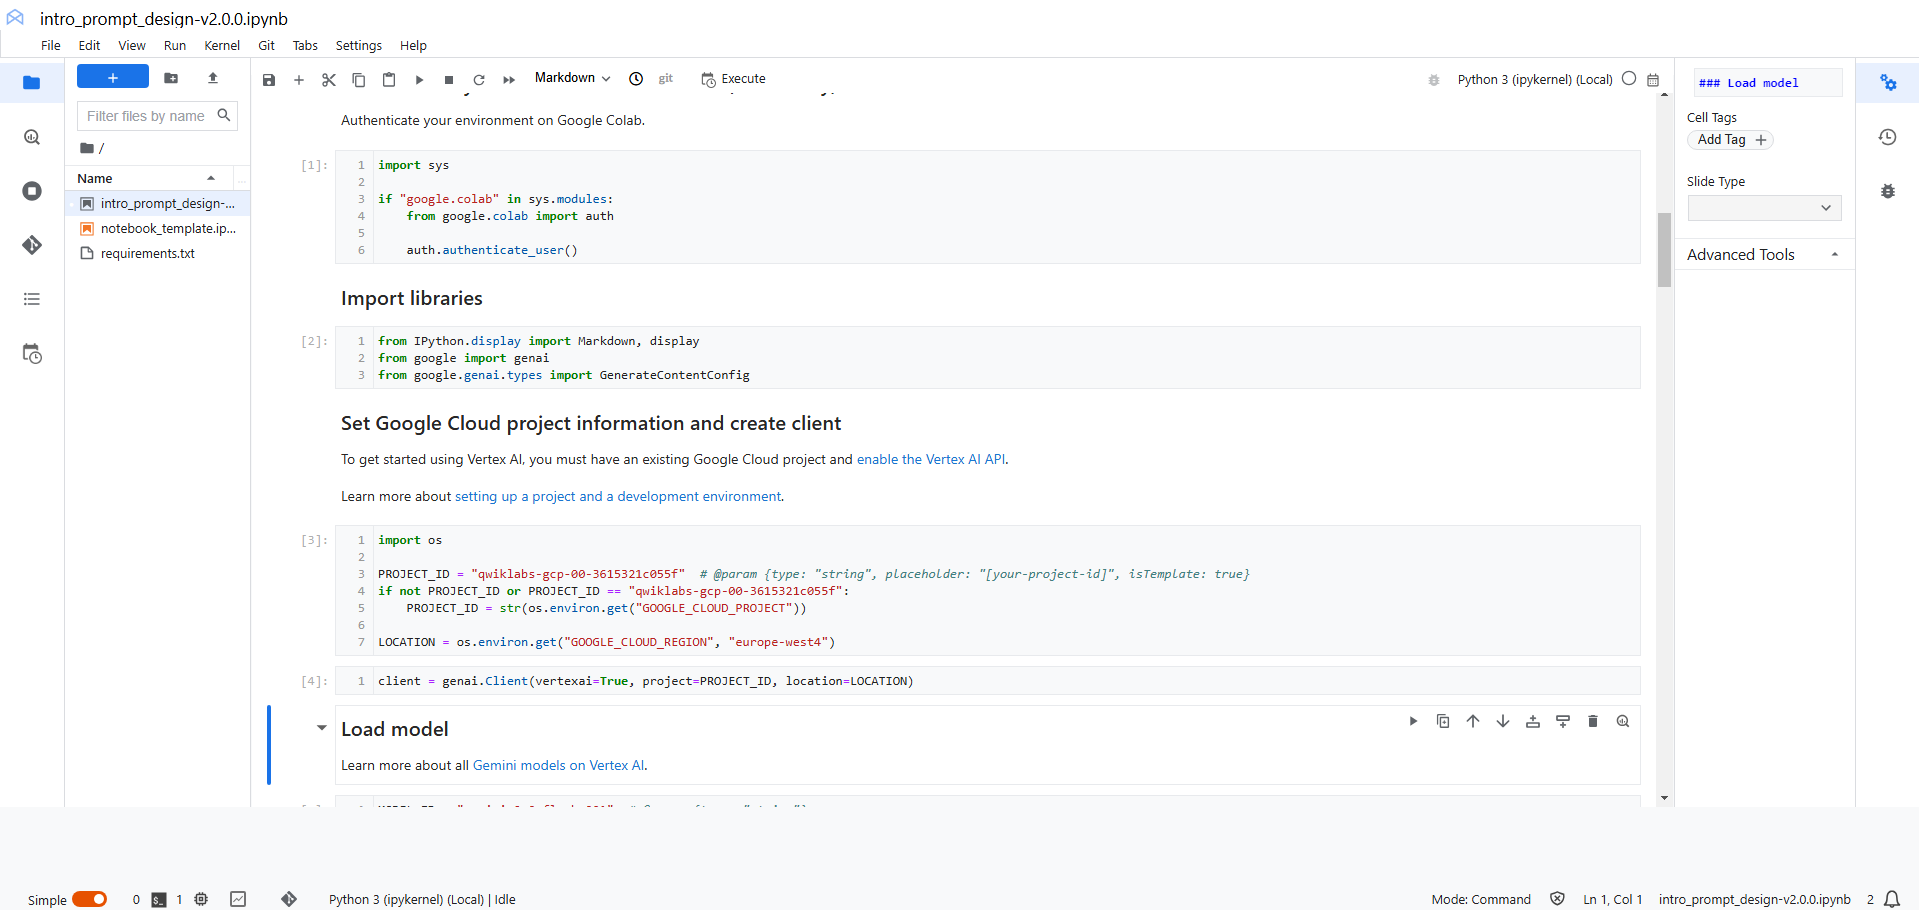 intro_prompt_design-v2.0.0.ipynb
File Edit View Run Kernel Git Tabs Settings Help
Markdown git Execute Python 3 (ipykernel) (Local)
Filter files by name
/
Name
intro_prompt_design-...
notebook_template.ip...
requirements.txt
Authenticate your environment on Google Colab.
[1]:
1 import sys
2
3 if "google.colab" in sys.modules:
4     from google.colab import auth
5
6     auth.authenticate_user()
Import libraries
[2]:
1 from IPython.display import Markdown, display
2 from google import genai
3 from google.genai.types import GenerateContentConfig
Set Google Cloud project information and create client
To get started using Vertex AI, you must have an existing Google Cloud project and enable the Vertex AI API.
Learn more about setting up a project and a development environment.
[3]:
1 import os
2
3 PROJECT_ID = "qwiklabs-gcp-00-3615321c055f"  # @param {type: "string", placeholder: "[your-project-id]", isTemplate: true}
4 if not PROJECT_ID or PROJECT_ID == "qwiklabs-gcp-00-3615321c055f":
5     PROJECT_ID = str(os.environ.get("GOOGLE_CLOUD_PROJECT"))
6
7 LOCATION = os.environ.get("GOOGLE_CLOUD_REGION", "europe-west4")
[4]:
1 client = genai.Client(vertexai=True, project=PROJECT_ID, location=LOCATION)
Load model
Learn more about all Gemini models on Vertex AI.
### Load model
Cell Tags
Add Tag
Slide Type
Advanced Tools
Simple 0 1 Python 3 (ipykernel) (Local) | Idle Mode: Command Ln 1, Col 1 intro_prompt_design-v2.0.0.ipynb 2